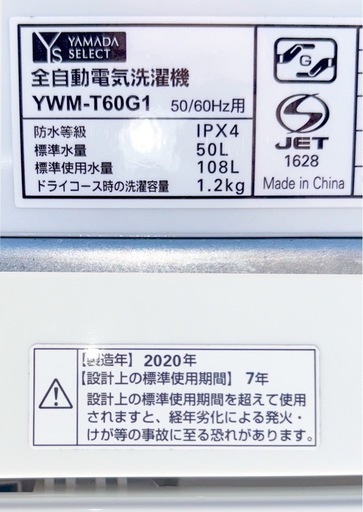 YS YAMADA SELECT
全自動電気洗濯機
YWM-T60G1 50/60Hz用
防水等級 IPX4
標準水量 50L
標準使用水量 108L
ドライコース時の洗濯容量 1.2kg
G
S
JET
1628
Made in China
【製造年】2020年
【設計上の標準使用期間】7年
設計上の標準使用期間を超えて使用
されますと、経年劣化による発火・
けが等の事故に至る恐れがあります。